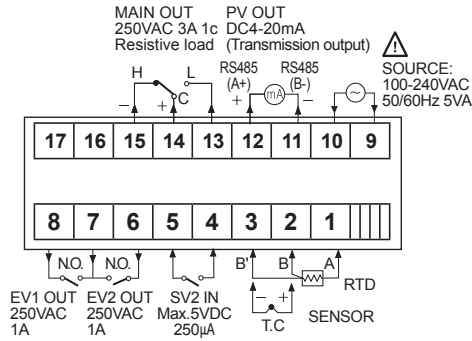 MAIN OUT
250VAC 3A 1c
Resistive load
PV OUT
DC4-20mA
(Transmission output)
SOURCE:
100-240VAC
50/60Hz 5VA
H
L
C
− +
RS485
(A+)
RS485
(B-)
+ mA −
~
17 16 15 14 13 12 11 10 9
8 7 6 5 4 3 2 1
N.O. N.O.
B' B A
RTD
− +
T.C
SENSOR
EV1 OUT
250VAC
1A
EV2 OUT
250VAC
1A
SV2 IN
Max.5VDC
250µA